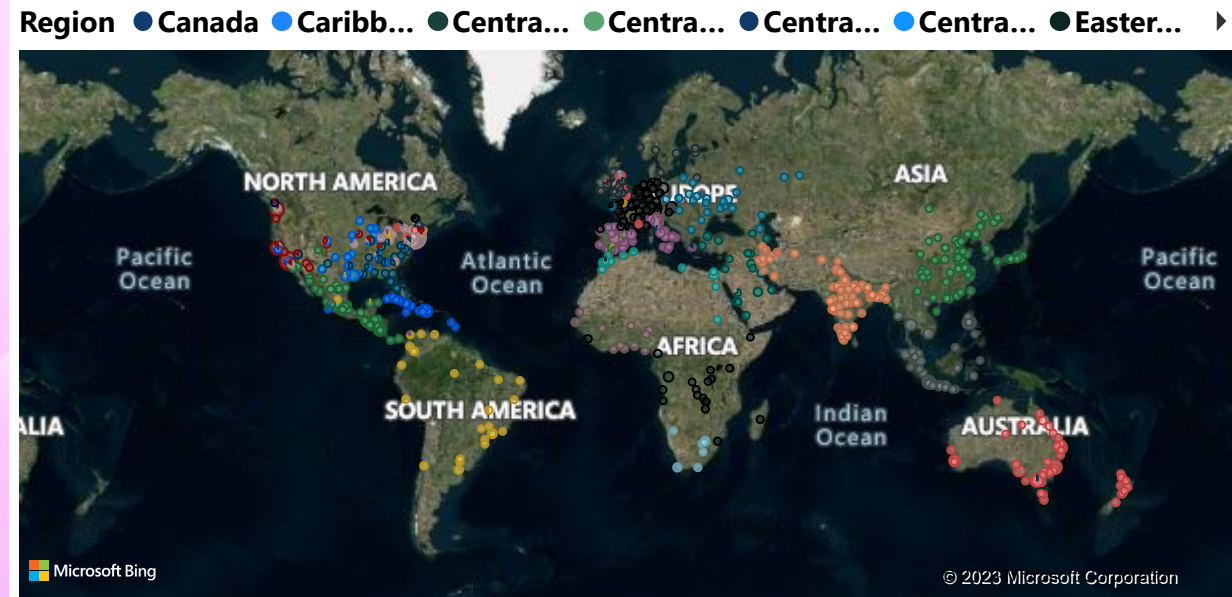 Region Canada Caribb... Centra... Centra... Centra... Centra... Easter...
NORTH AMERICA
ASIA
EUROPE
Pacific
Ocean
Atlantic
Ocean
Pacific
Ocean
AFRICA
SOUTH AMERICA
Indian
Ocean
ALIA
AUSTRALIA
Microsoft Bing
© 2023 Microsoft Corporation